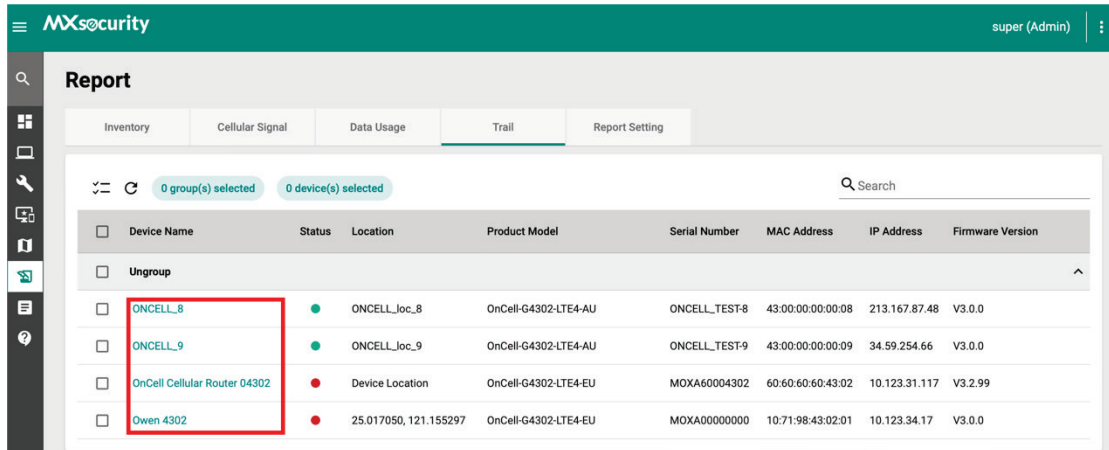 MXsecurity super (Admin)
Report
Inventory Cellular Signal Data Usage Trail Report Setting
0 group(s) selected 0 device(s) selected Search
Device Name Status Location Product Model Serial Number MAC Address IP Address Firmware Version
Ungroup
ONCELL_8 ONCELL_loc_8 OnCell-G4302-LTE4-AU ONCELL_TEST-8 43:00:00:00:00:08 213.167.87.48 V3.0.0
ONCELL_9 ONCELL_loc_9 OnCell-G4302-LTE4-AU ONCELL_TEST-9 43:00:00:00:00:09 34.59.254.66 V3.0.0
OnCell Cellular Router 04302 Device Location OnCell-G4302-LTE4-EU MOXA60004302 60:60:60:60:43:02 10.123.31.117 V3.2.99
Owen 4302 25.017050, 121.155297 OnCell-G4302-LTE4-EU MOXA00000000 10:71:98:43:02:01 10.123.34.17 V3.0.0